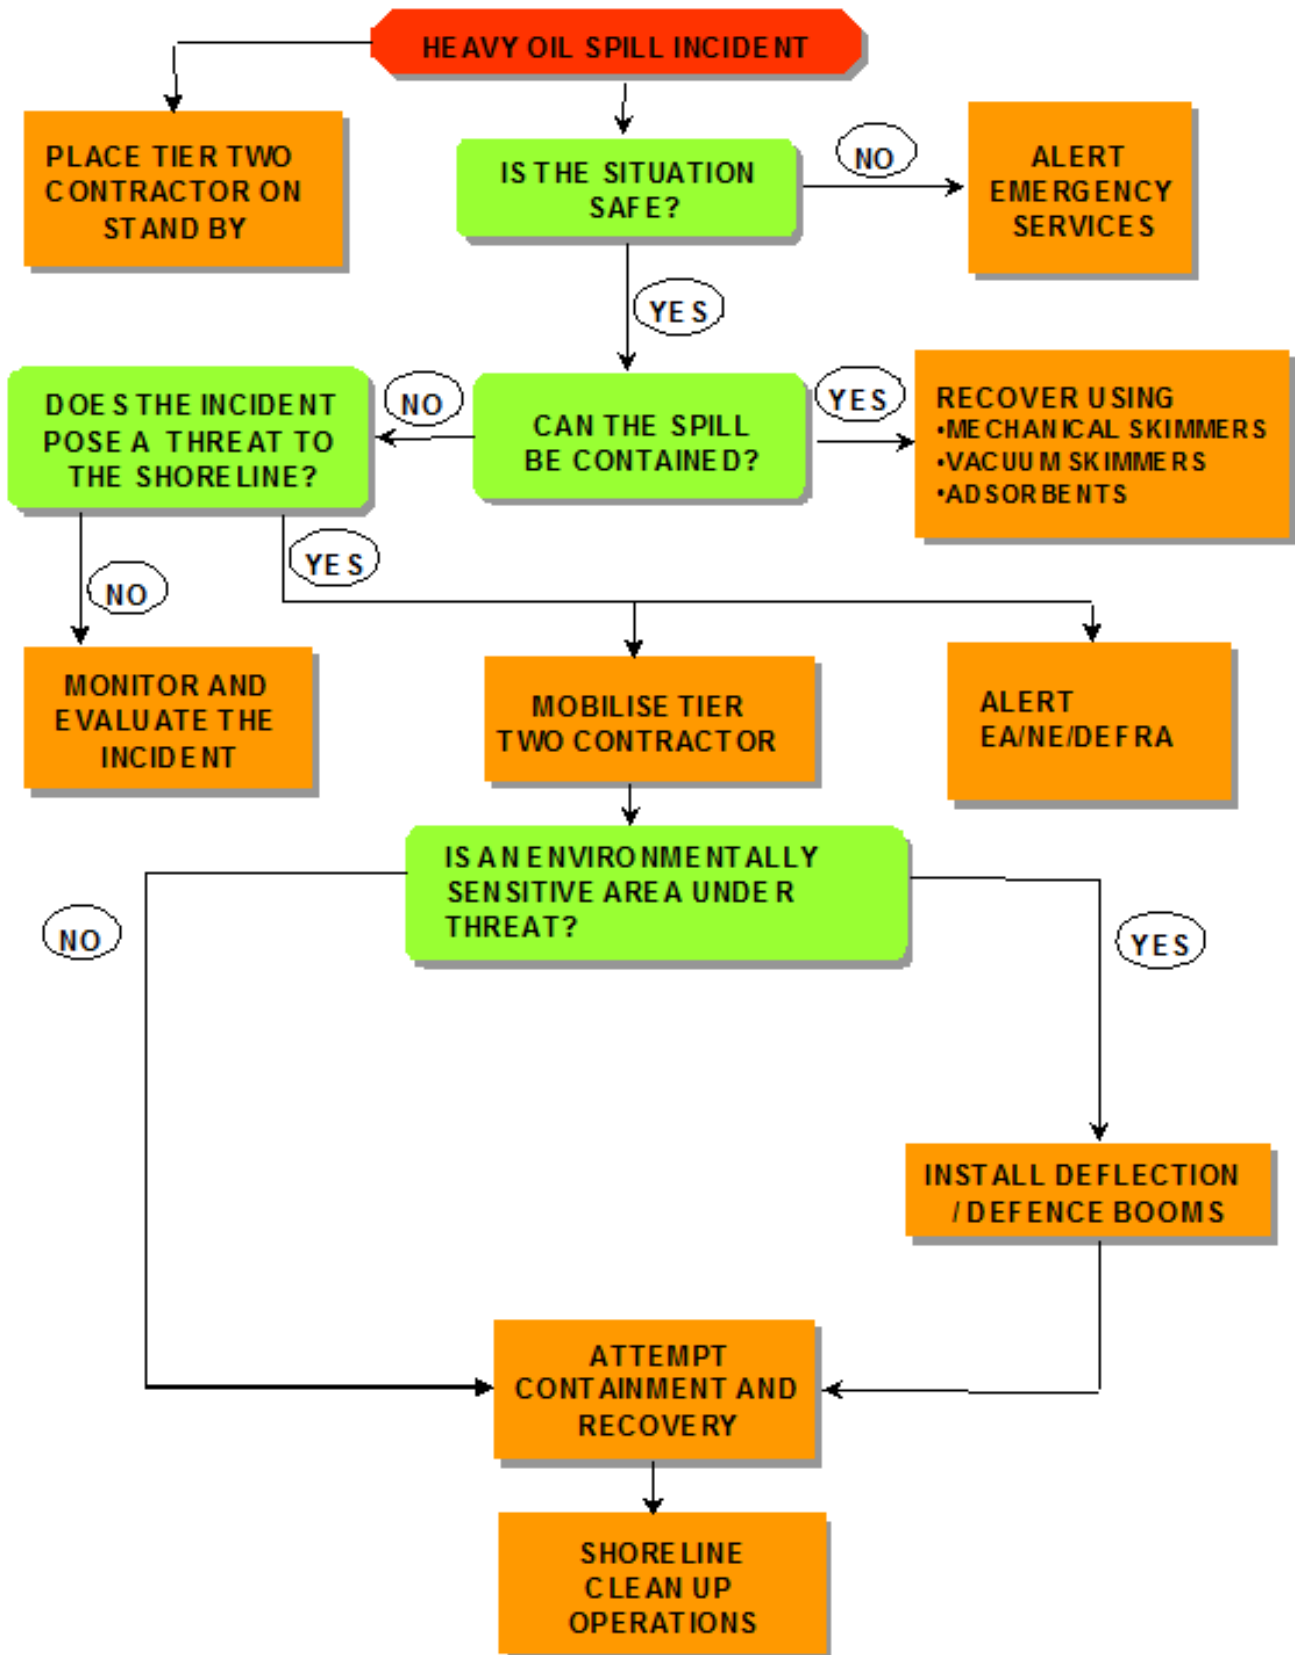 HEAVY OIL SPILL INCIDENT
PLACE TIER TWO
CONTRACTOR ON
STAND BY
IS THE SITUATION
SAFE?
NO
ALERT
EMERGENCY
SERVICES
YES
DOES THE INCIDENT
POSE A THREAT TO
THE SHORELINE?
NO
CAN THE SPILL
BE CONTAINED?
YES
RECOVER USING
•MECHANICAL SKIMMERS
•VACUUM SKIMMERS
•ADSORBENTS
NO
YES
MONITOR AND
EVALUATE THE
INCIDENT
MOBILISE TIER
TWO CONTRACTOR
ALERT
EA/NE/DEFRA
IS AN ENVIRONMENTALLY
SENSITIVE AREA UNDER
THREAT?
NO
YES
INSTALL DEFLECTION
/ DEFENCE BOOMS
ATTEMPT
CONTAINMENT AND
RECOVERY
SHORELINE
CLEAN UP
OPERATIONS